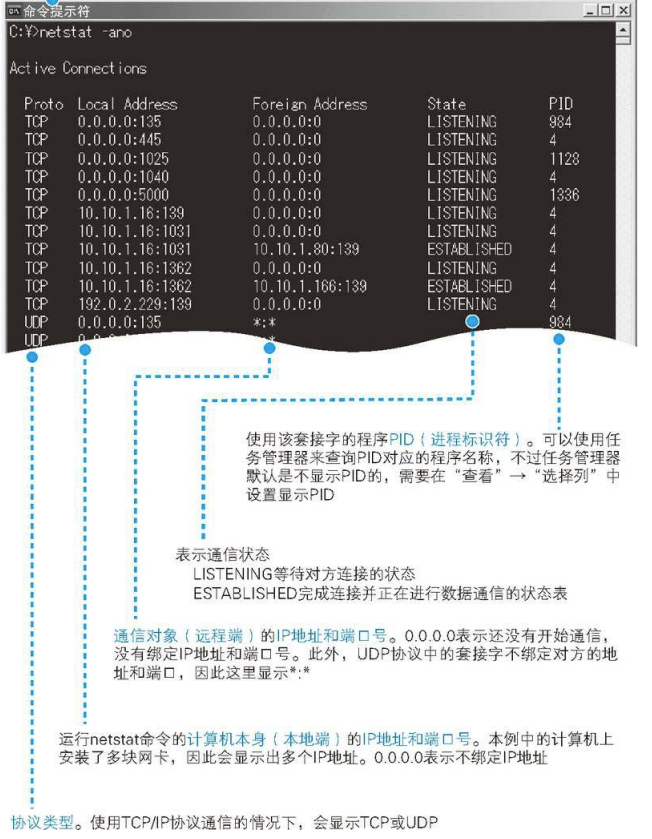 命令提示符
C:¥>netstat -ano
Active Connections
Proto Local Address Foreign Address State PID
TCP 0.0.0.0:135 0.0.0.0:0 LISTENING 984
TCP 0.0.0.0:445 0.0.0.0:0 LISTENING 4
TCP 0.0.0.0:1025 0.0.0.0:0 LISTENING 1128
TCP 0.0.0.0:1040 0.0.0.0:0 LISTENING 4
TCP 0.0.0.0:5000 0.0.0.0:0 LISTENING 1336
TCP 10.10.1.16:139 0.0.0.0:0 LISTENING 4
TCP 10.10.1.16:1031 0.0.0.0:0 LISTENING 4
TCP 10.10.1.16:1031 10.10.1.80:139 ESTABLISHED 4
TCP 10.10.1.16:1362 0.0.0.0:0 LISTENING 4
TCP 10.10.1.16:1362 10.10.1.166:139 ESTABLISHED 4
TCP 192.0.2.229:139 0.0.0.0:0 LISTENING 4
UDP 0.0.0.0:135 *:* 984
UDP
使用该套接字的程序PID（进程标识符）。可以使用任
务管理器来查询PID对应的程序名称，不过任务管理器
默认是不显示PID的，需要在“查看”→“选择列”中
设置显示PID
表示通信状态
LISTENING等待对方连接的状态
ESTABLISHED完成连接并正在进行数据通信的状态表
通信对象（远程端）的IP地址和端口号。0.0.0.0表示还没有开始通信，
没有绑定IP地址和端口号。此外，UDP协议中的套接字不绑定对方的地
址和端口，因此这里显示*:*
运行netstat命令的计算机本身（本地端）的IP地址和端口号。本例中的计算机上
安装了多块网卡，因此会显示出多个IP地址。0.0.0.0表示不绑定IP地址
协议类型。使用TCP/IP协议通信的情况下，会显示TCP或UDP